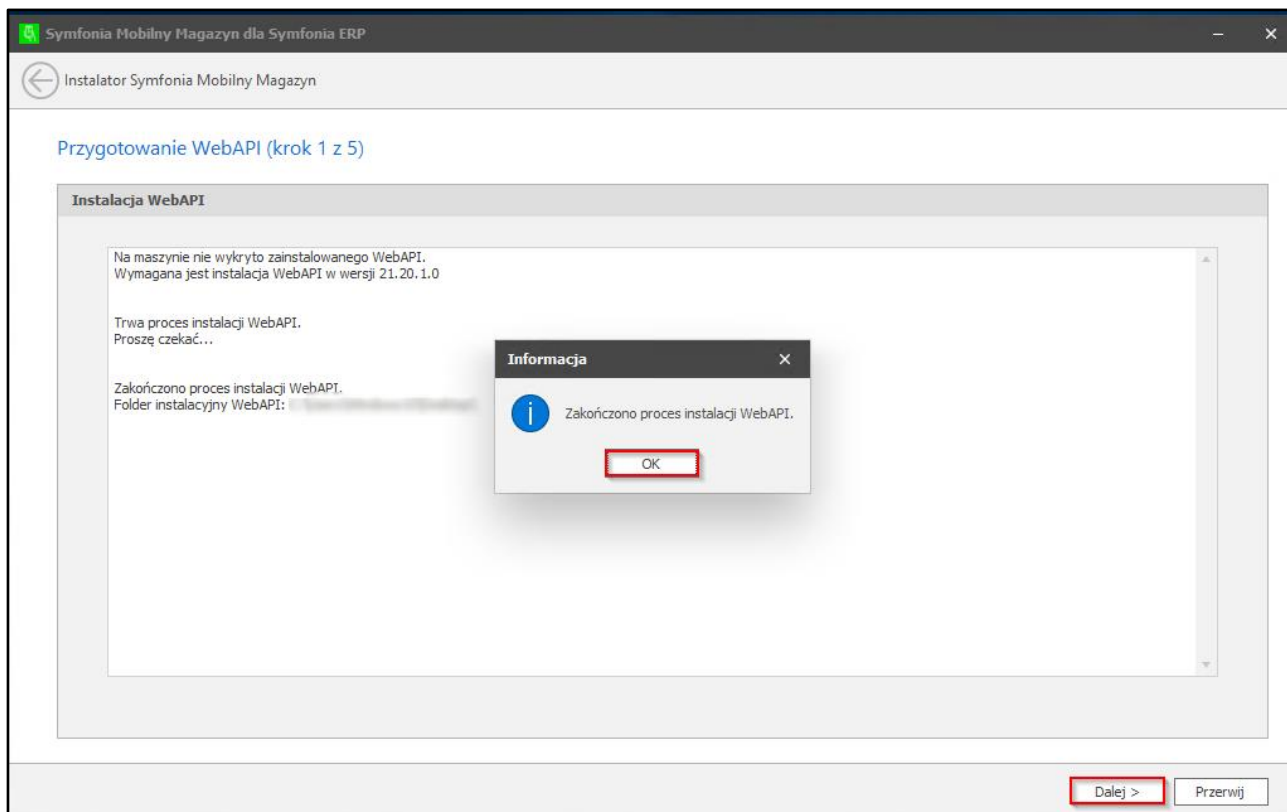 Symfonia Mobilny Magazyn dla Symfonia ERP
Instalator Symfonia Mobilny Magazyn
Przygotowanie WebAPI (krok 1 z 5)
Instalacja WebAPI
Na maszynie nie wykryto zainstalowanego WebAPI.
Wymagana jest instalacja WebAPI w wersji 21.20.1.0
Trwa proces instalacji WebAPI.
Proszę czekać...
Zakończono proces instalacji WebAPI.
Folder instalacyjny WebAPI:
Informacja
Zakończono proces instalacji WebAPI.
OK
Dalej >
Przerwij